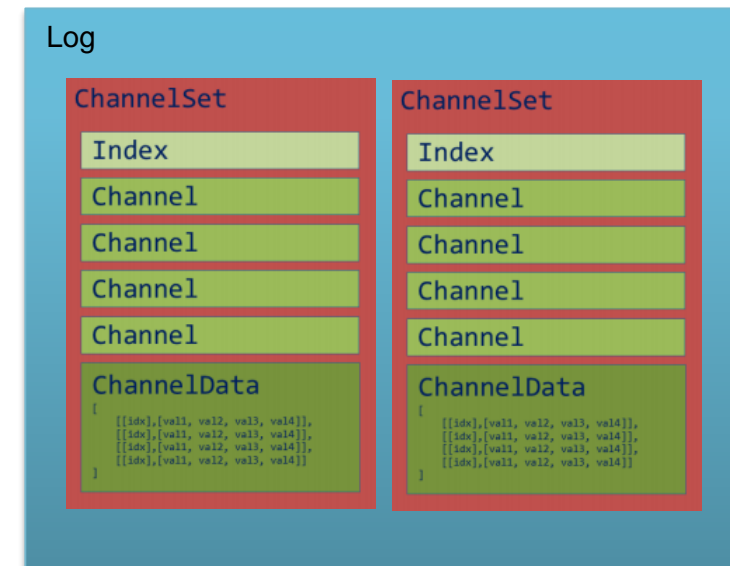 Log
ChannelSet
Index
Channel
Channel
Channel
Channel
ChannelData
[
[[idx],[val1, val2, val3, val4]],
[[idx],[val1, val2, val3, val4]],
[[idx],[val1, val2, val3, val4]],
[[idx],[val1, val2, val3, val4]]
]
ChannelSet
Index
Channel
Channel
Channel
Channel
ChannelData
[
[[idx],[val1, val2, val3, val4]],
[[idx],[val1, val2, val3, val4]],
[[idx],[val1, val2, val3, val4]],
[[idx],[val1, val2, val3, val4]]
]